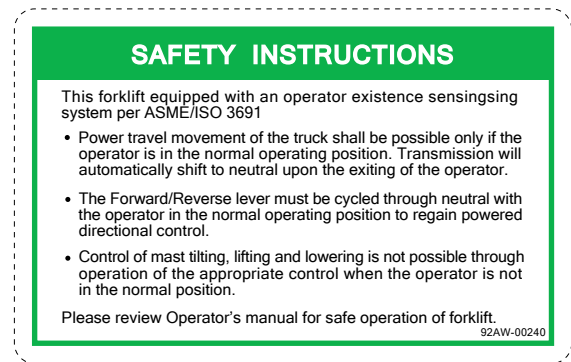 SAFETY INSTRUCTIONS
This forklift equipped with an operator existence sensingsing
system per ASME/ISO 3691
• Power travel movement of the truck shall be possible only if the
operator is in the normal operating position. Transmission will
automatically shift to neutral upon the exiting of the operator.
• The Forward/Reverse lever must be cycled through neutral with
the operator in the normal operating position to regain powered
directional control.
• Control of mast tilting, lifting and lowering is not possible through
operation of the appropriate control when the operator is not
in the normal position.
Please review Operator's manual for safe operation of forklift.
92AW-00240